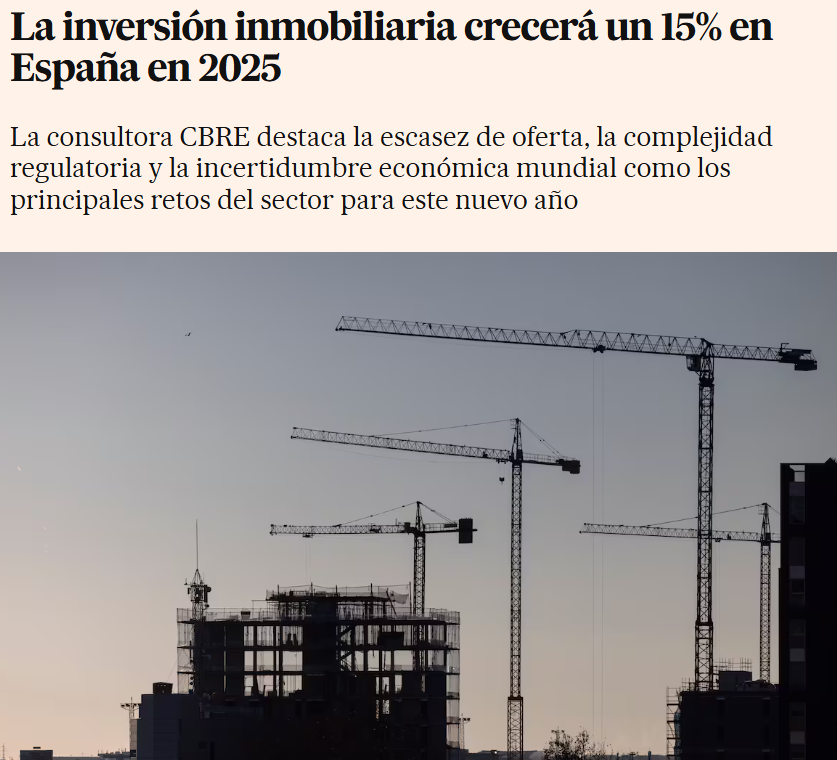 La inversión inmobiliaria crecerá un 15% en
España en 2025
La consultora CBRE destaca la escasez de oferta, la complejidad
regulatoria y la incertidumbre económica mundial como los
principales retos del sector para este nuevo año